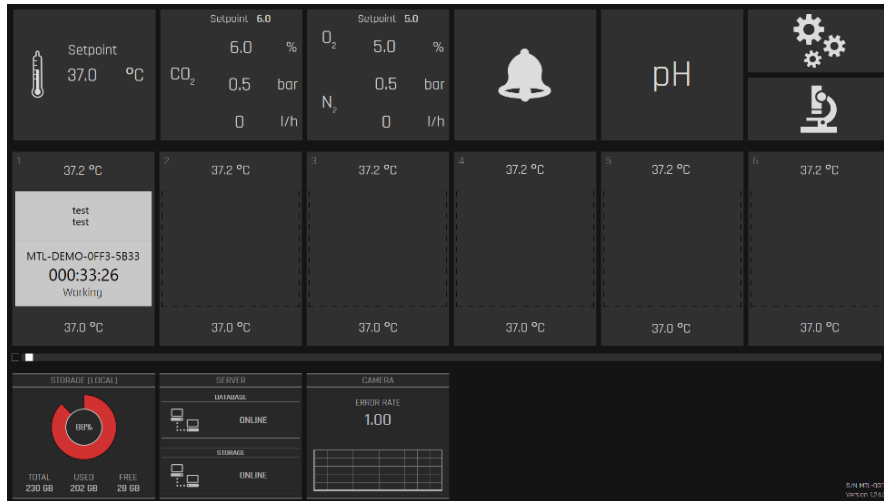 Setpoint
37.0 °C
Setpoint 6.0
CO2
6.0 %
0.5 bar
0 l/h
Setpoint 5.0
O2
5.0 %
N2
0.5 bar
0 l/h
pH
1
37.2 °C
test
test
MTL-DEMO-0FF3-5B33
000:33:26
Working
37.0 °C
2
37.2 °C
37.0 °C
3
37.2 °C
37.0 °C
4
37.2 °C
37.0 °C
5
37.2 °C
37.0 °C
6
37.2 °C
37.0 °C
STORAGE (LOCAL)
88%
TOTAL USED FREE
230 GB 202 GB 28 GB
SERVER
DATABASE
ONLINE
STORAGE
ONLINE
CAMERA
ERROR RATE
1.00
S/N MTL-
Version